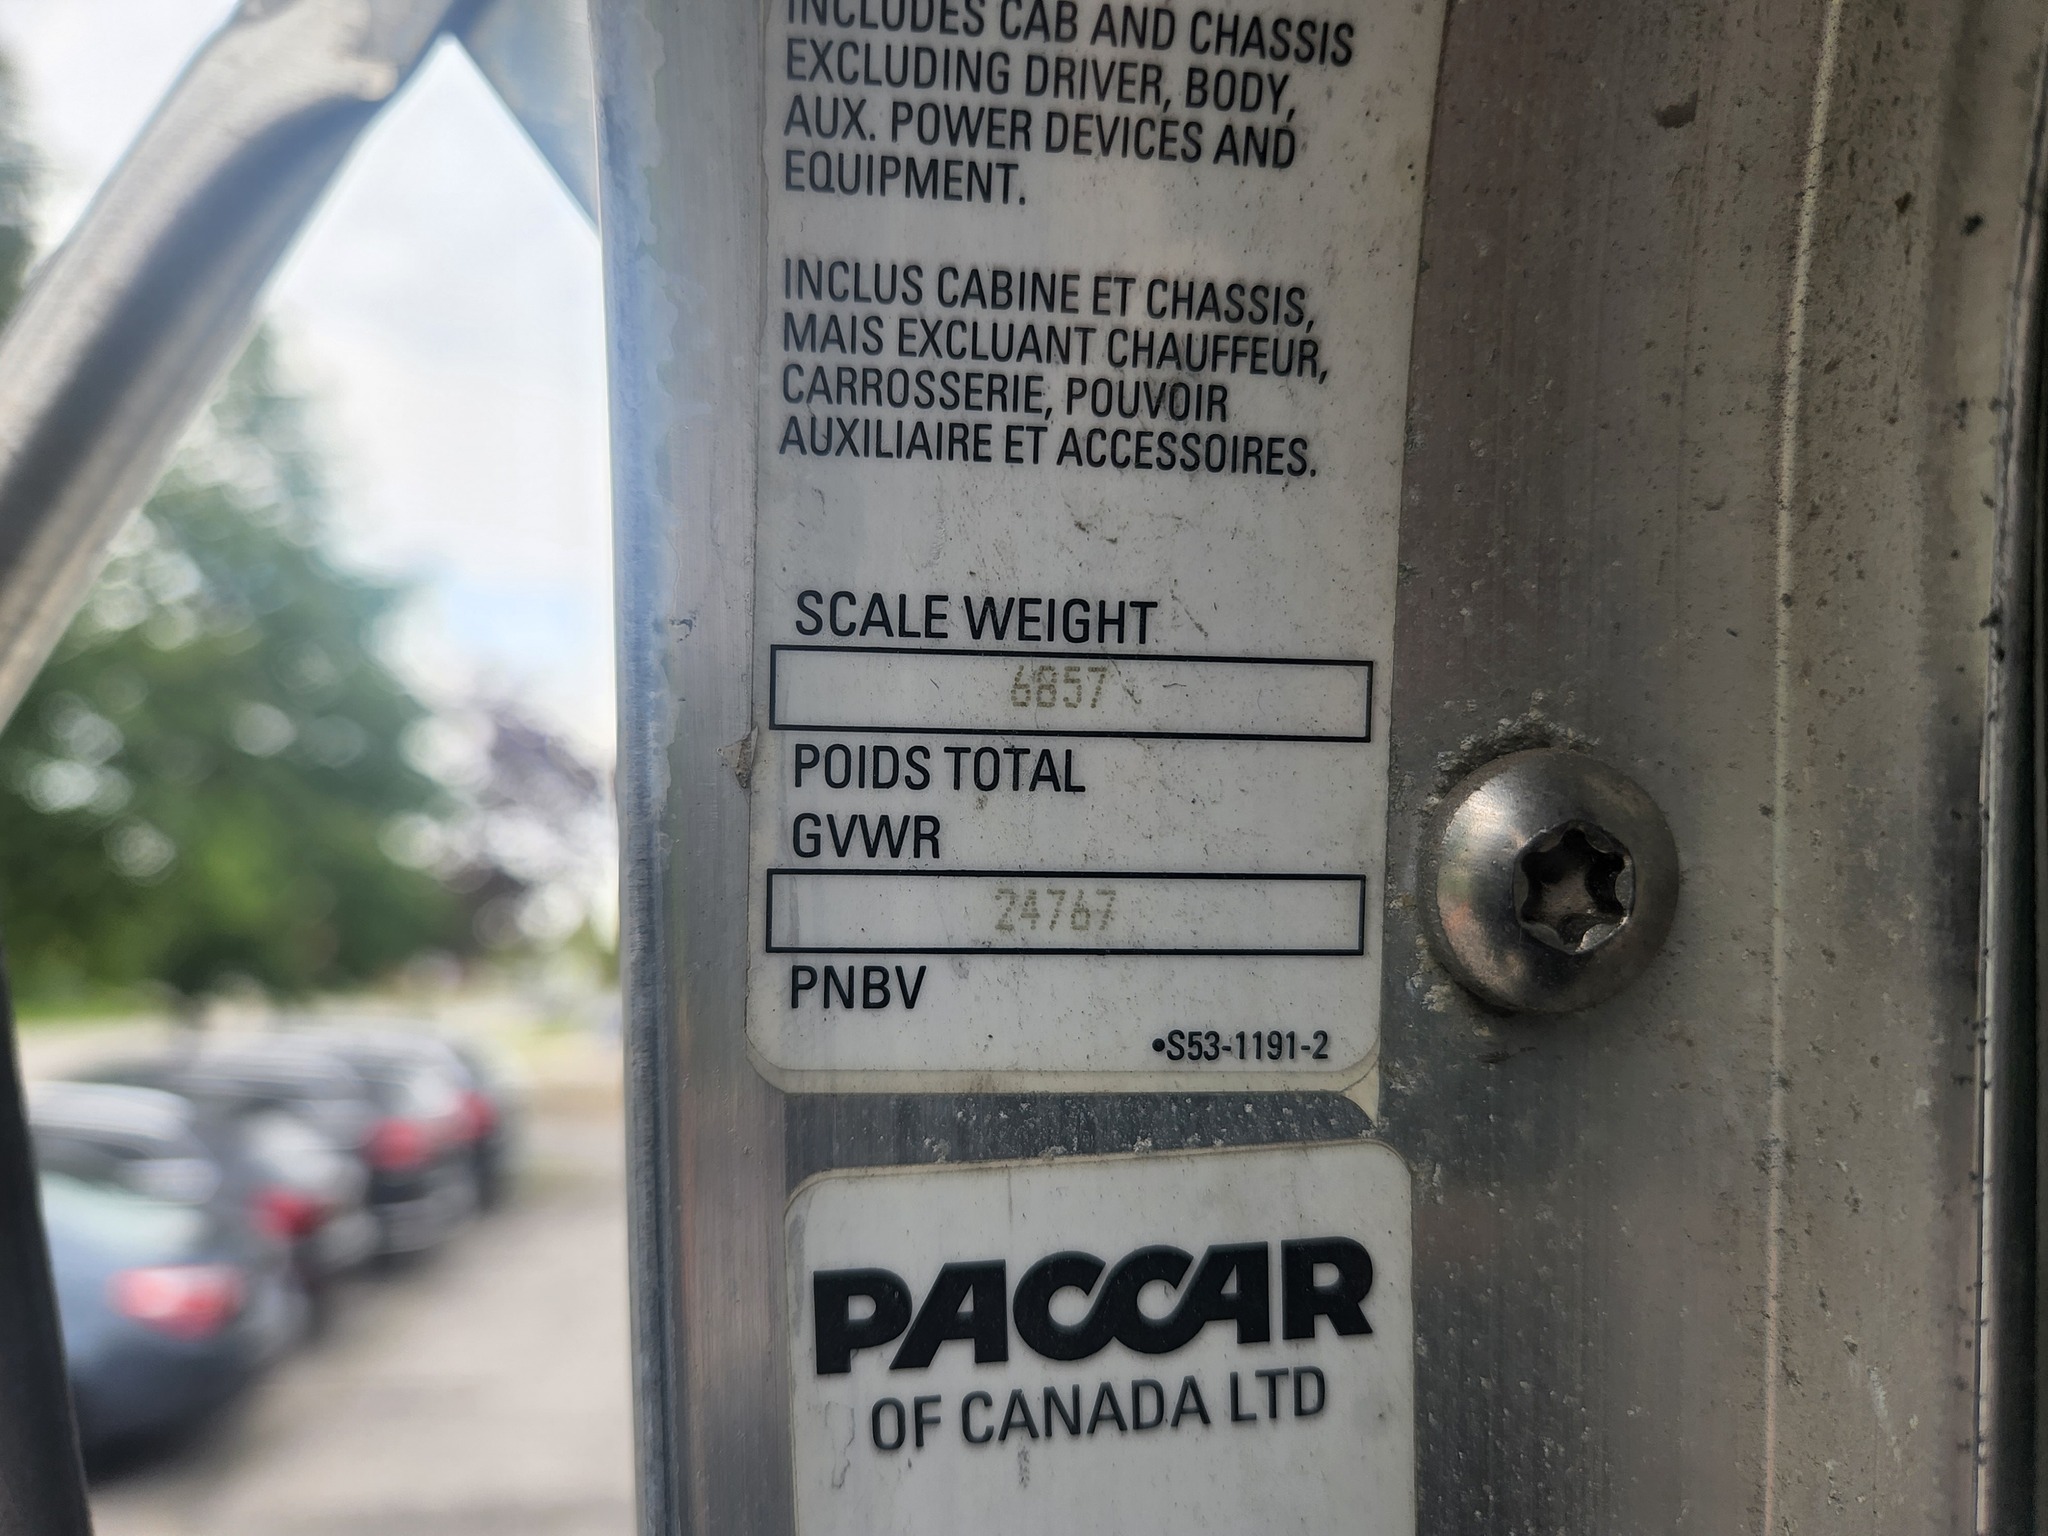 INCLUDES CAB AND CHASSIS
EXCLUDING DRIVER, BODY,
AUX. POWER DEVICES AND
EQUIPMENT.
INCLUS CABINE ET CHASSIS,
MAIS EXCLUANT CHAUFFEUR,
CARROSSERIE, POUVOIR
AUXILIAIRE ET ACCESSOIRES.
SCALE WEIGHT
6857
POIDS TOTAL
GVWR
24767
PNBV
•S53-1191-2
PACCAR
OF CANADA LTD